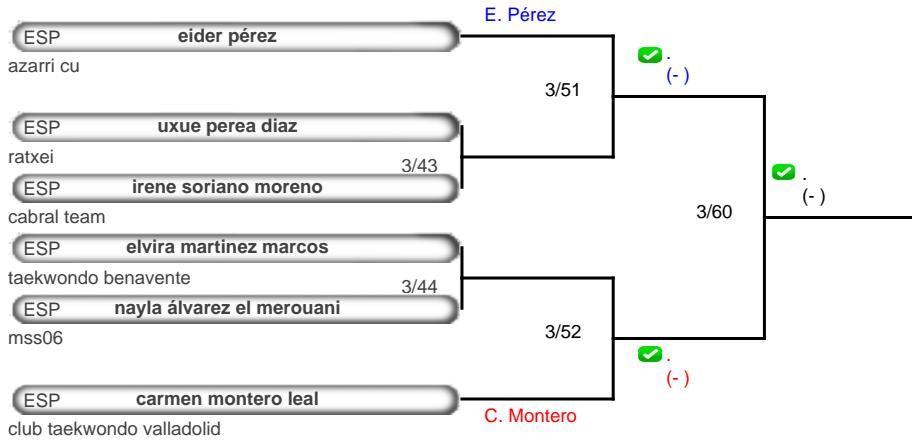 E. Pérez
ESP eider pérez
azarri cu
.
(- )
3/51
ESP uxue perea diaz
ratxei
3/43
ESP irene soriano moreno
cabral team
.
(- )
3/60
ESP elvira martinez marcos
taekwondo benavente
3/44
ESP nayla álvarez el merouani
mss06
3/52
.
(- )
ESP carmen montero leal
C. Montero
club taekwondo valladolid